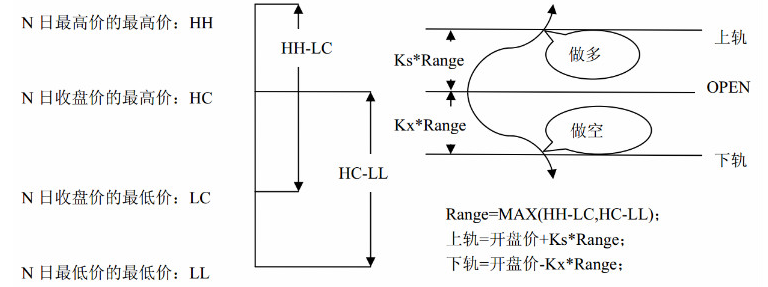 N 日最高价的最高价：HH
HH-LC
N 日收盘价的最高价：HC
N 日收盘价的最低价：LC
HC-LL
N 日最低价的最低价：LL
上轨
做多
Ks*Range
OPEN
Kx*Range
做空
下轨
Range=MAX(HH-LC,HC-LL)；
上轨=开盘价+Ks*Range；
下轨=开盘价-Kx*Range；